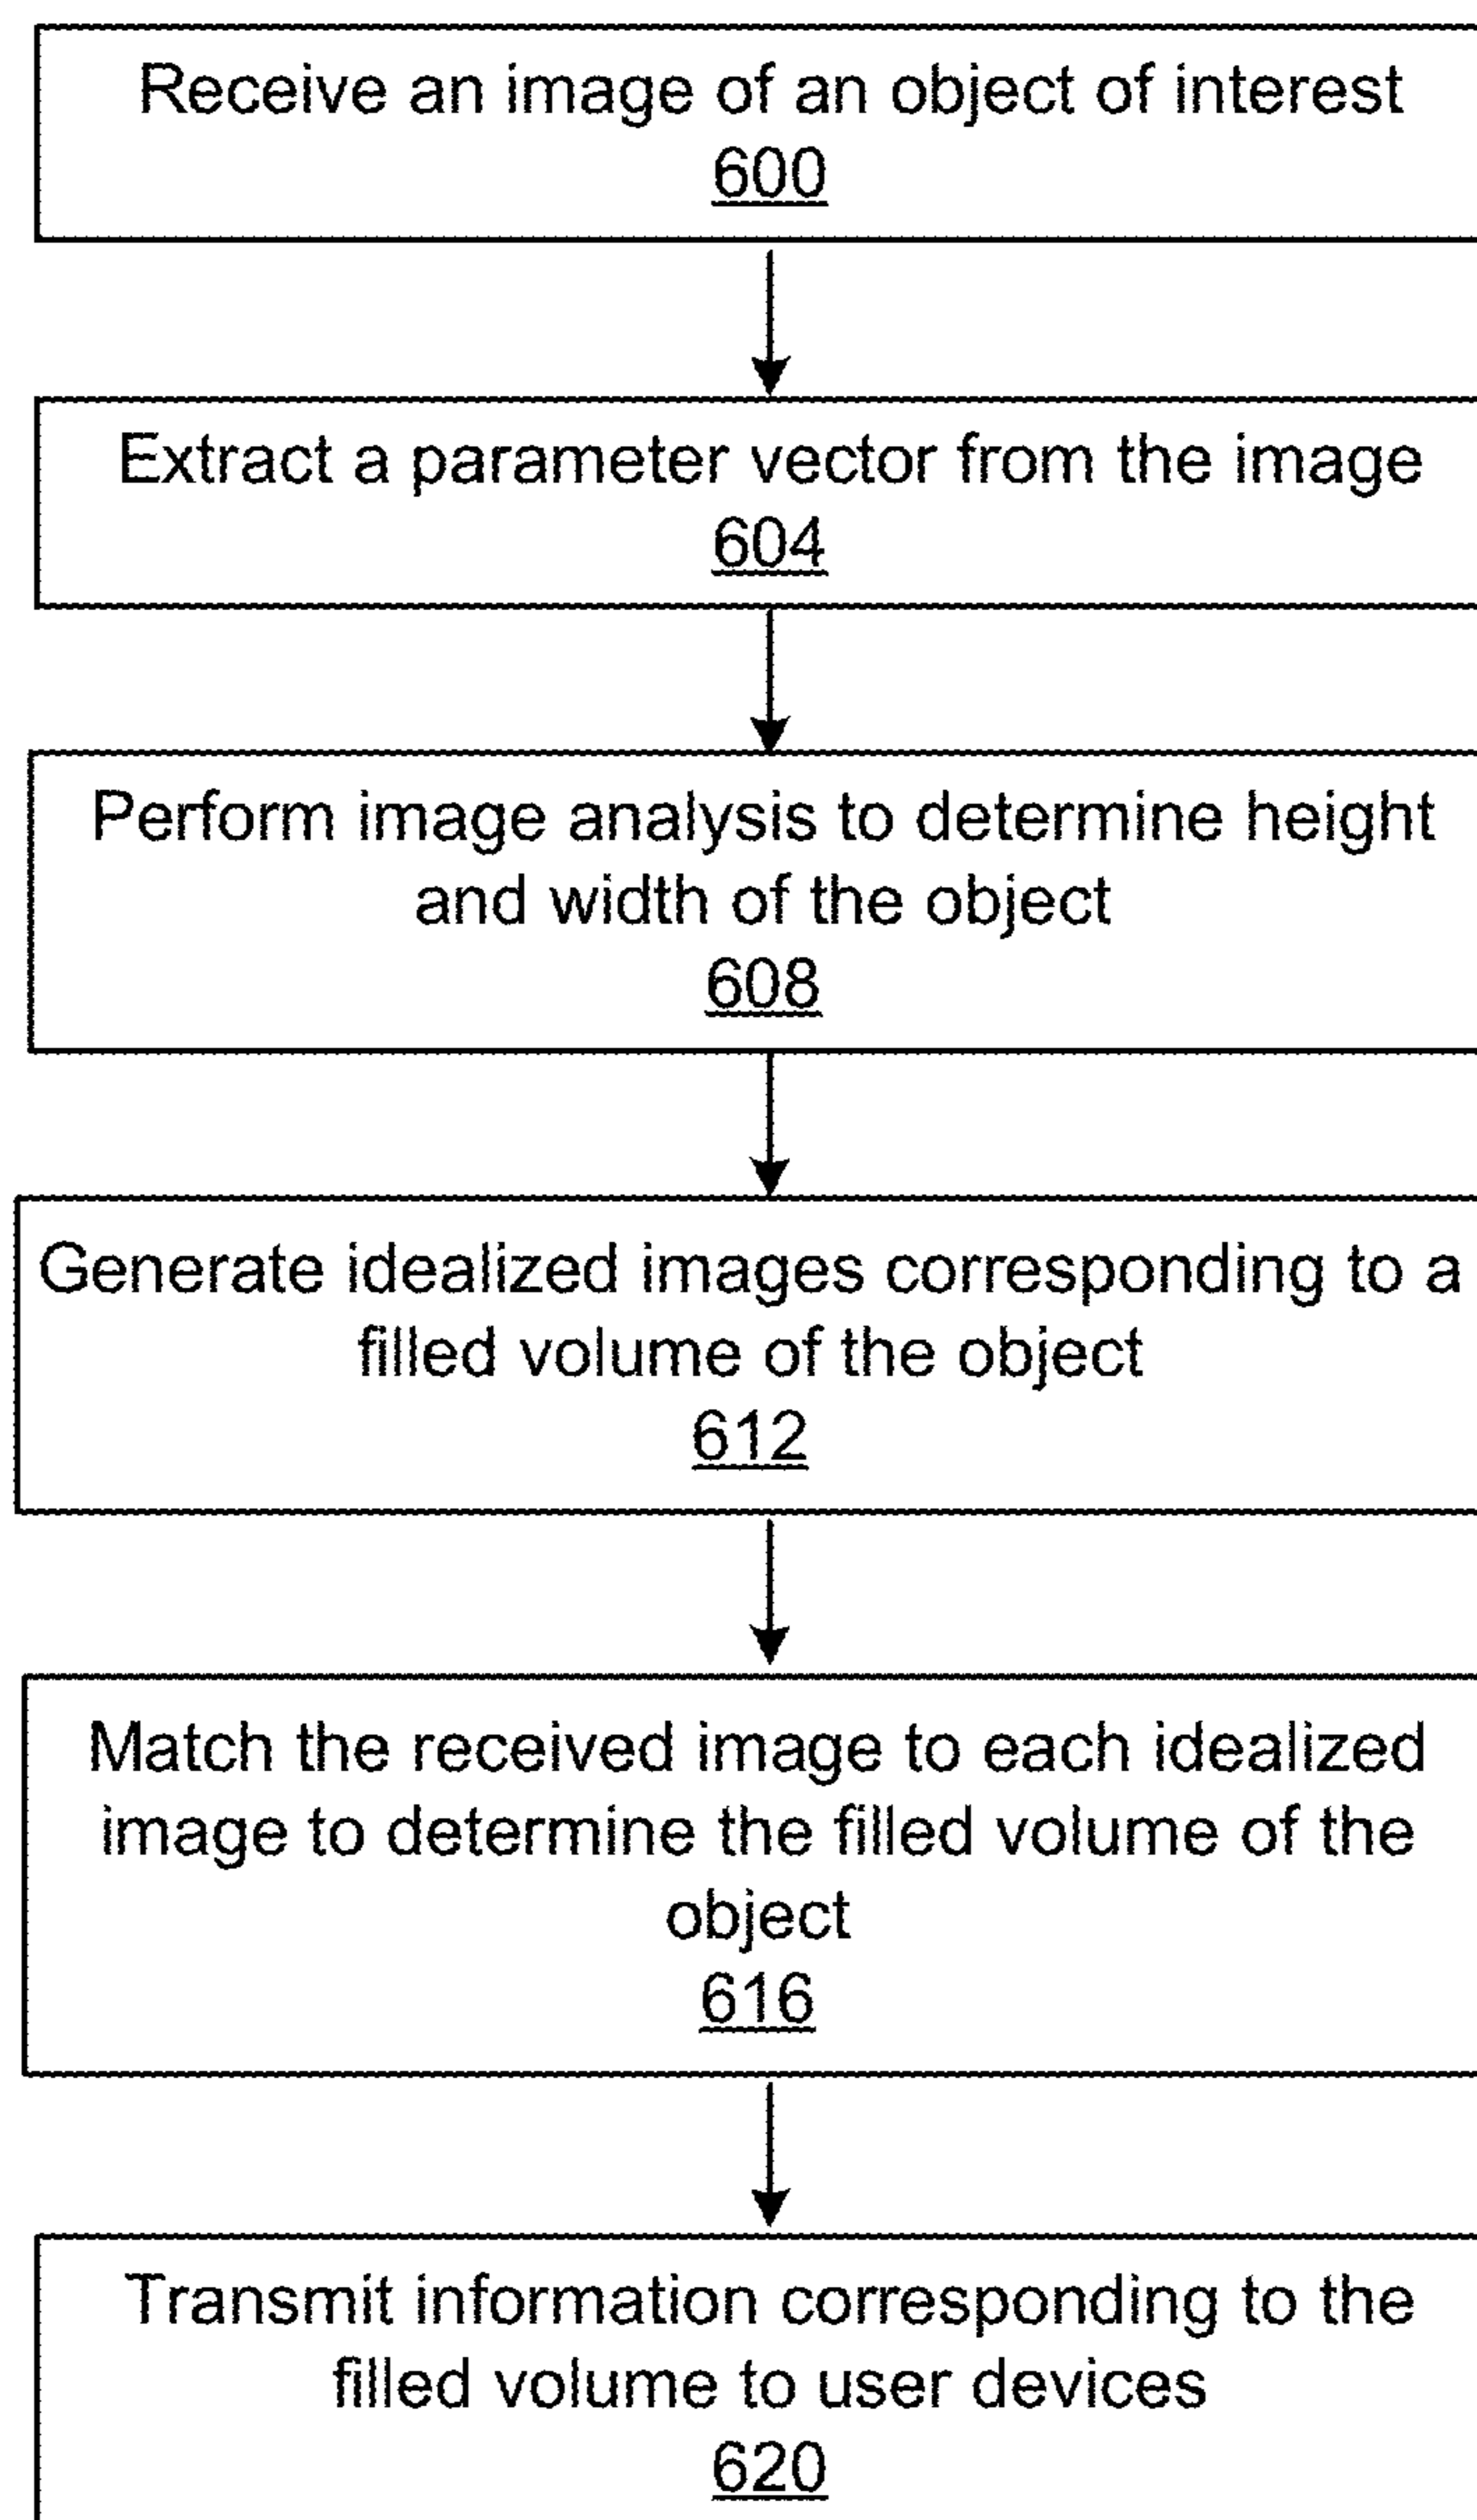 Receive an image of an object of interest
600
Extract a parameter vector from the image
604
Perform image analysis to determine height
and width of the object
608
Generate idealized images corresponding to a
filled volume of the object
612
Match the received image to each idealized
image to determine the filled volume of the
object
616
Transmit information corresponding to the
filled volume to user devices
620